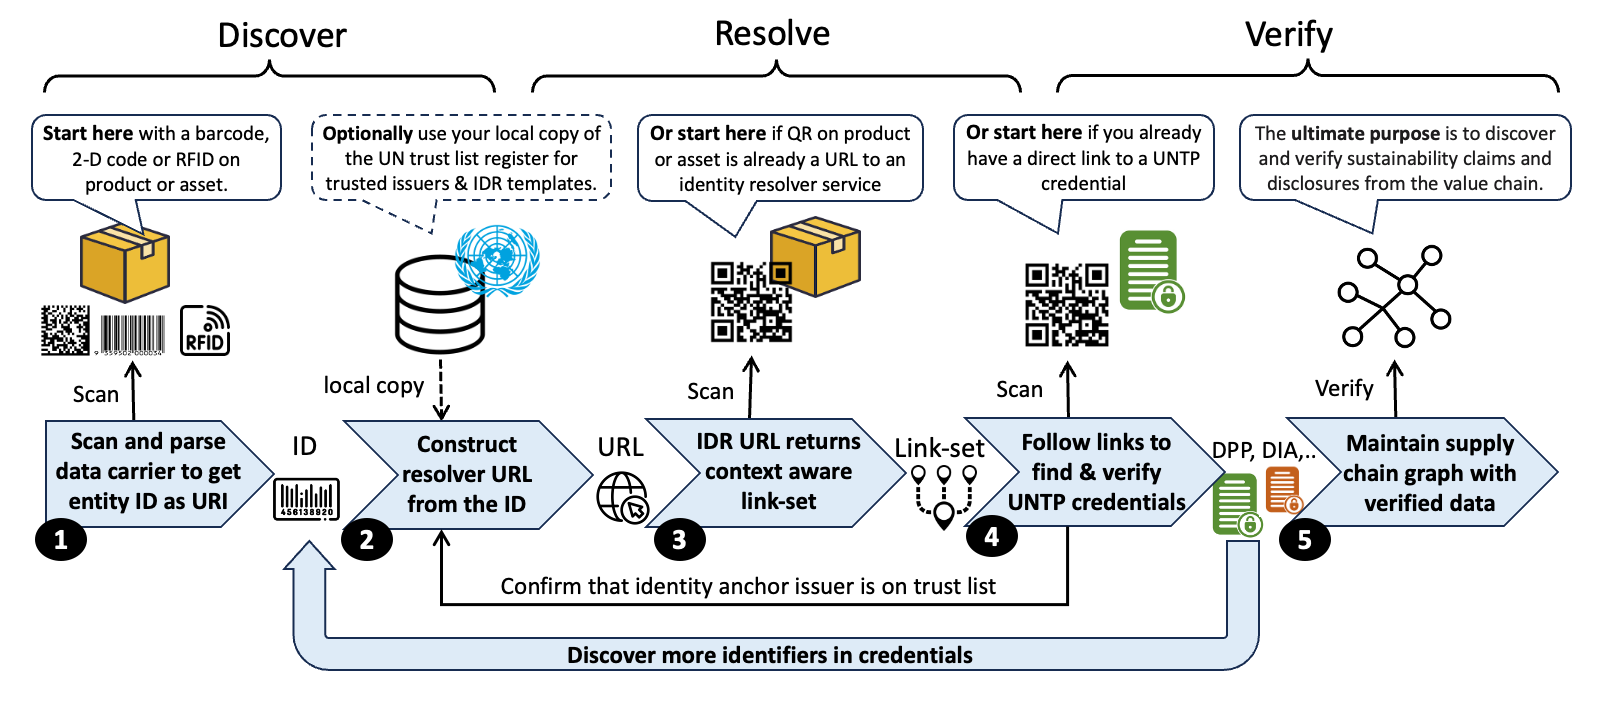 Discover
Resolve
Verify
Start here with a barcode,
2-D code or RFID on
product or asset.
Optionally use your local copy of
the UN trust list register for
trusted issuers & IDR templates.
Or start here if QR on product
or asset is already a URL to an
identity resolver service
Or start here if you already
have a direct link to a UNTP
credential
The ultimate purpose is to discover
and verify sustainability claims and
disclosures from the value chain.
RFID
Scan
local copy
Scan
Scan
Verify
Scan and parse
data carrier to get
entity ID as URI
1
ID
456138920
Construct
resolver URL
from the ID
2
URL
IDR URL returns
context aware
link-set
3
Link-set
Follow links to
find & verify
UNTP credentials
4
DPP, DIA,..
Maintain supply
chain graph with
verified data
5
Confirm that identity anchor issuer is on trust list
Discover more identifiers in credentials